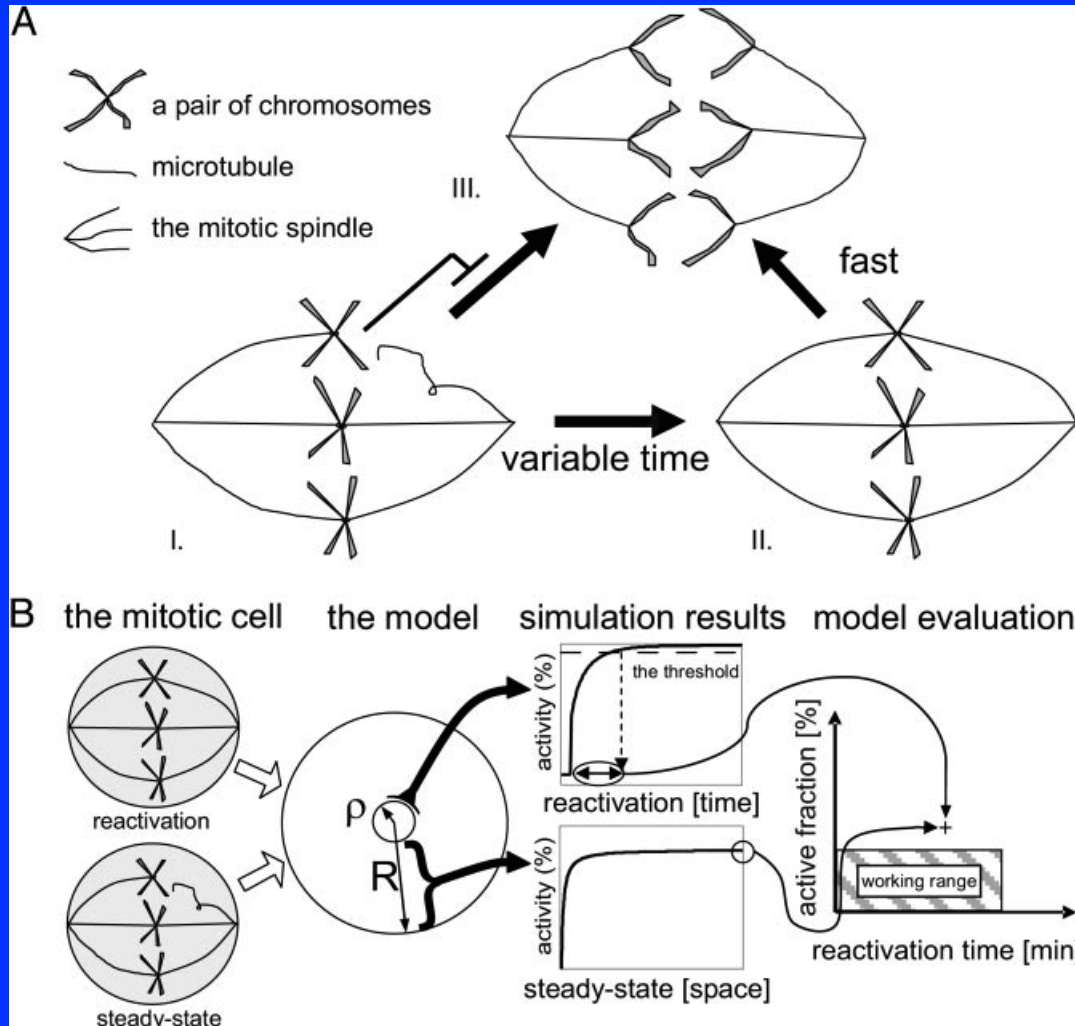 A
a pair of chromosomes
microtubule
the mitotic spindle
III.
fast
variable time
I.
II.
B
the mitotic cell
the model
simulation results
model evaluation
activity (%)
the threshold
reactivation [time]
reactivation
ρ
R
activity (%)
steady-state [space]
steady-state
active fraction [%]
+
working range
reactivation time [min]